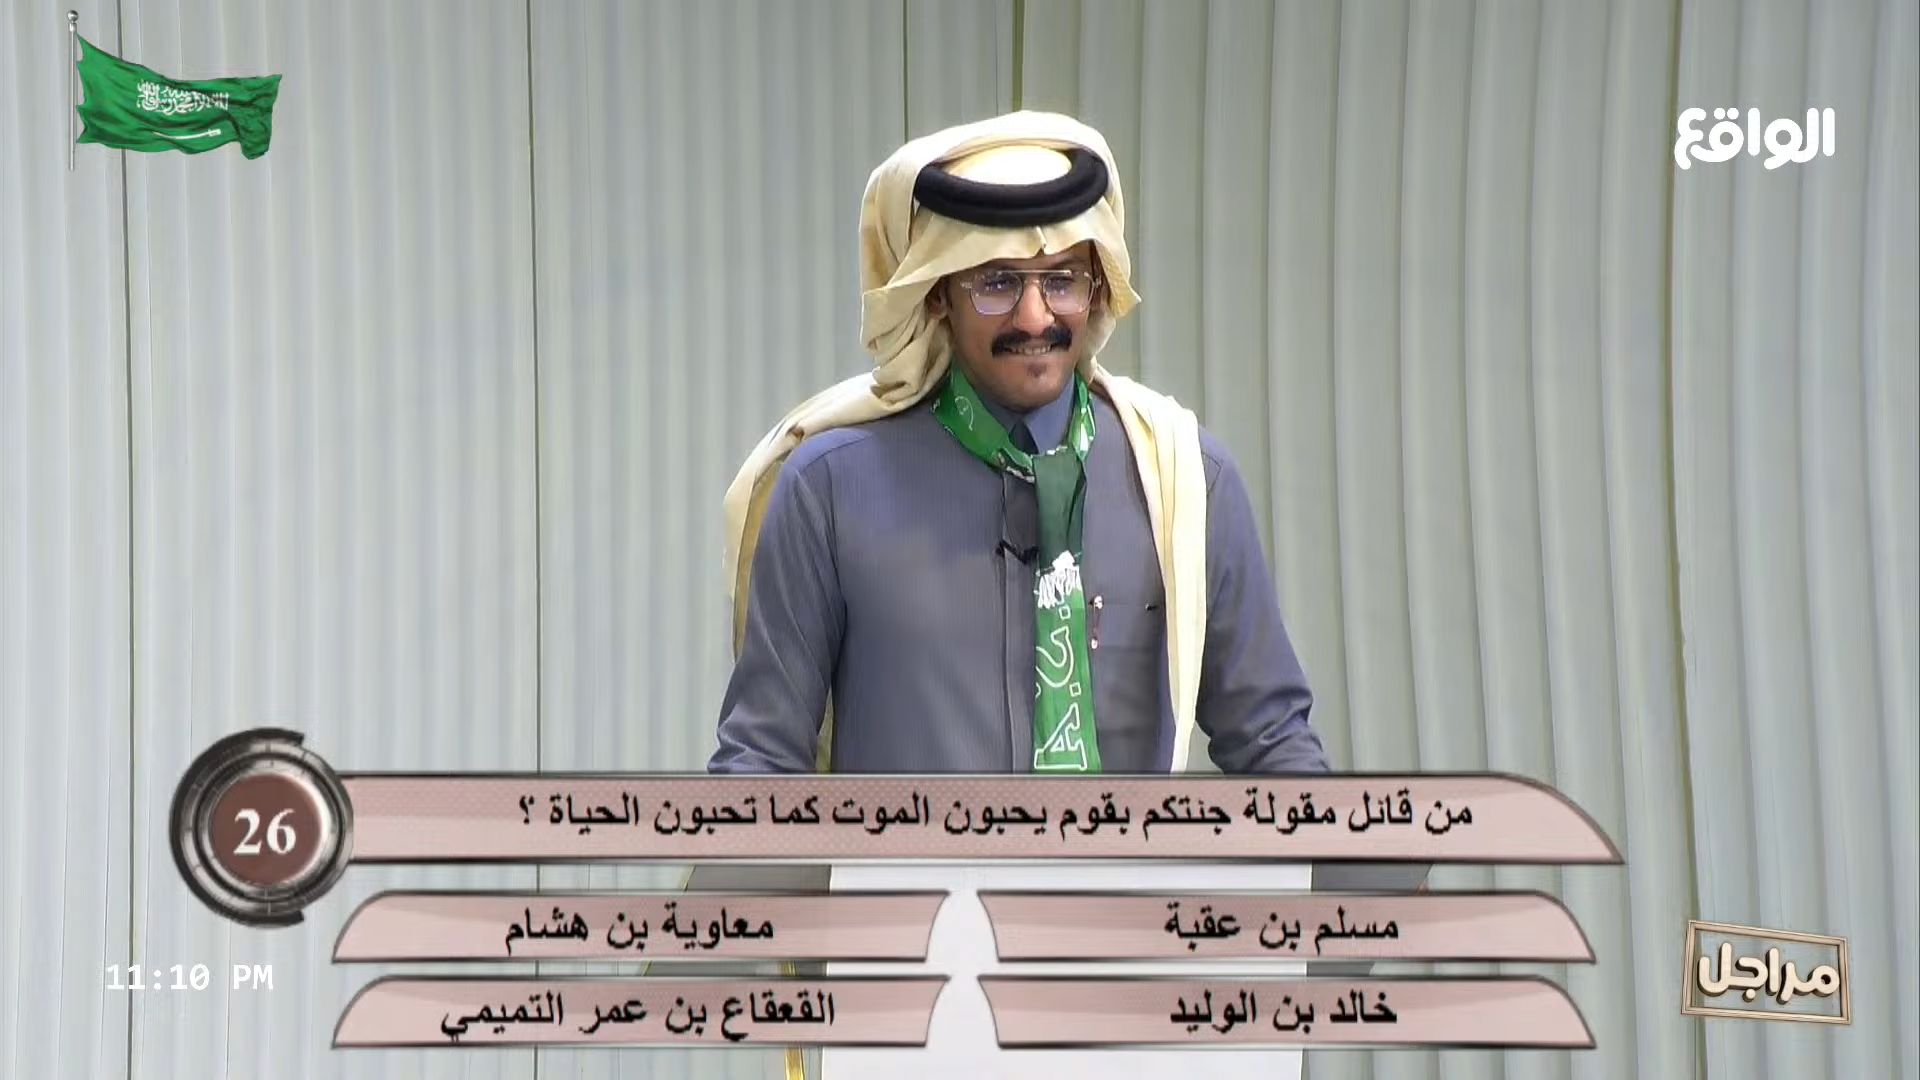 الواقع
26
من قائل مقولة جئتكم بقوم يحبون الموت كما تحبون الحياة ؟
مسلم بن عقبة
معاوية بن هشام
خالد بن الوليد
القعقاع بن عمر التميمي
11:10 PM
مراجل